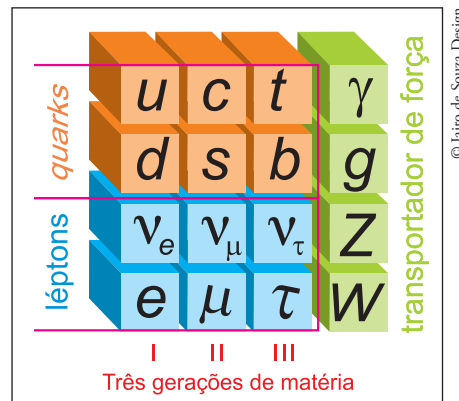 quarks
léptons
u c t γ
d s b g
νe νμ ντ Z
e μ τ W
I II III
Três gerações de matéria
transportador de força
© Jairo de Souza Design